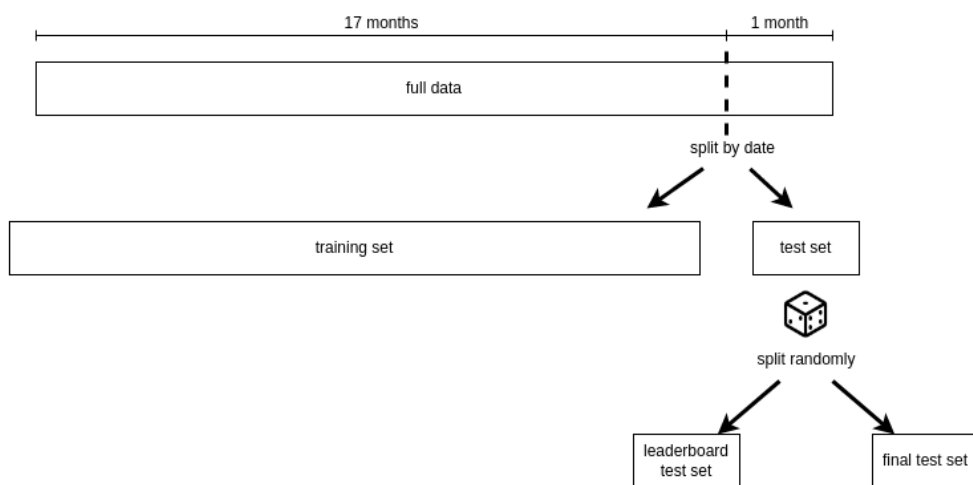 17 months
1 month
full data
split by date
training set
test set
split randomly
leaderboard
test set
final test set